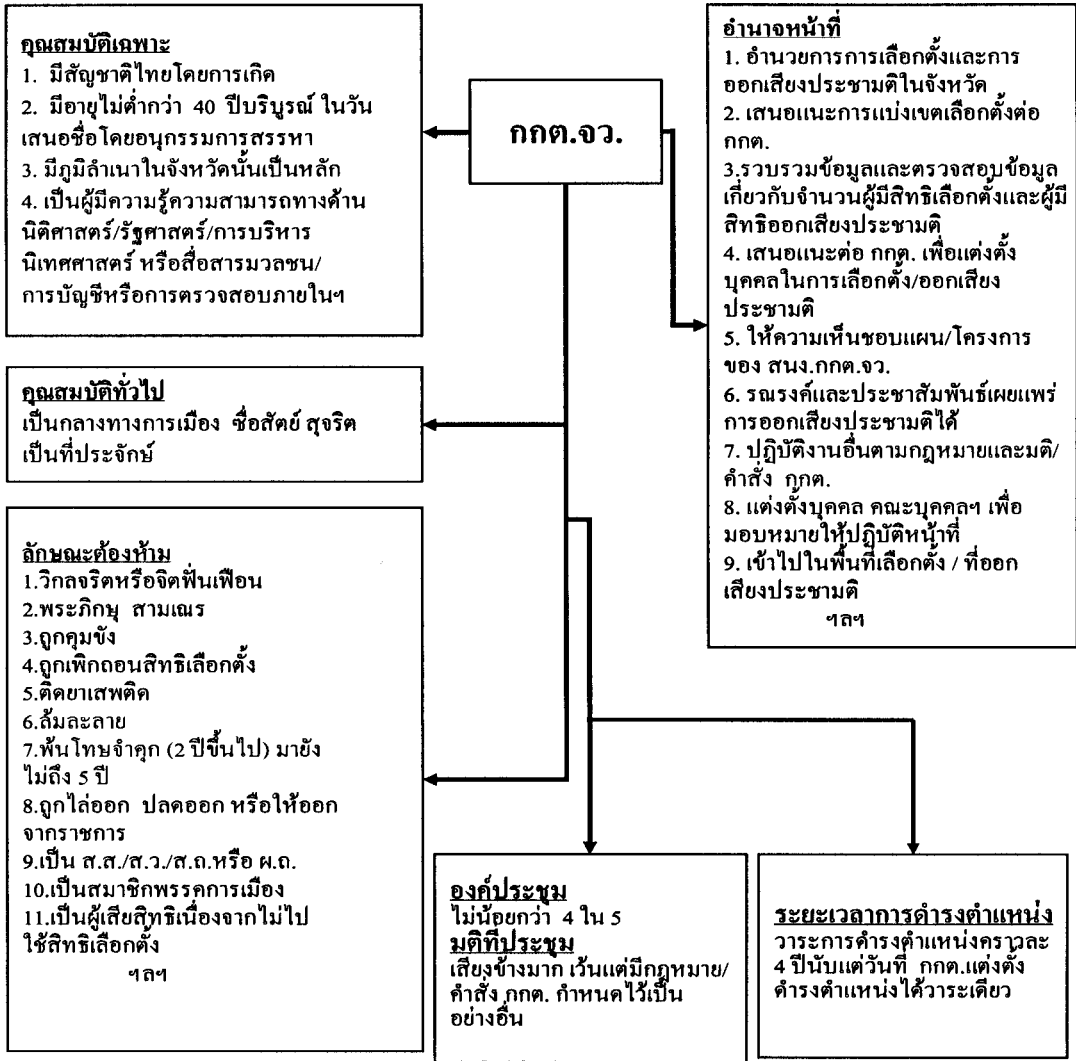 กกต.จว.
คุณสมบัติเฉพาะ
1. มีสัญชาติไทยโดยการเกิด
2. มีอายุไม่ต่ำกว่า 40 ปีบริบูรณ์ ในวัน
เสนอชื่อโดยอนุกรรมการสรรหา
3. มีภูมิลำเนาในจังหวัดนั้นเป็นหลัก
4. เป็นผู้มีความรู้ความสามารถทางด้าน
นิติศาสตร์/รัฐศาสตร์/การบริหาร
นิเทศศาสตร์ หรือสื่อสารมวลชน/
การบัญชีหรือการตรวจสอบภายในฯ
คุณสมบัติทั่วไป
เป็นกลางทางการเมือง ซื่อสัตย์ สุจริต
เป็นที่ประจักษ์
ลักษณะต้องห้าม
1.วิกลจริตหรือจิตฟั่นเฟือน
2.พระภิกษุ สามเณร
3.ถูกคุมขัง
4.ถูกเพิกถอนสิทธิเลือกตั้ง
5.ติดยาเสพติด
6.ล้มละลาย
7.พ้นโทษจำคุก (2 ปีขึ้นไป) มายัง
ไม่ถึง 5 ปี
8.ถูกไล่ออก ปลดออก หรือให้ออก
จากราชการ
9.เป็น ส.ส./ส.ว./ส.ถ.หรือ ผ.ถ.
10.เป็นสมาชิกพรรคการเมือง
11.เป็นผู้เสียสิทธิเนื่องจากไม่ไป
ใช้สิทธิเลือกตั้ง
ฯลฯ
อำนาจหน้าที่
1. อำนวยการการเลือกตั้งและการ
ออกเสียงประชามติในจังหวัด
2. เสนอแนะการแบ่งเขตเลือกตั้งต่อ
กกต.
3.รวบรวมข้อมูลและตรวจสอบข้อมูล
เกี่ยวกับจำนวนผู้มีสิทธิเลือกตั้งและผู้มี
สิทธิออกเสียงประชามติ
4. เสนอแนะต่อ กกต. เพื่อแต่งตั้ง
บุคคลในการเลือกตั้ง/ออกเสียง
ประชามติ
5. ให้ความเห็นชอบแผน/โครงการ
ของ สนง.กกต.จว.
6. รณรงค์และประชาสัมพันธ์เผยแพร่
การออกเสียงประชามติได้
7. ปฏิบัติงานอื่นตามกฎหมายและมติ/
คำสั่ง กกต.
8. แต่งตั้งบุคคล คณะบุคคลฯ เพื่อ
มอบหมายให้ปฏิบัติหน้าที่
9. เข้าไปในพื้นที่เลือกตั้ง / ที่ออก
เสียงประชามติ
ฯลฯ
องค์ประชุม
ไม่น้อยกว่า 4 ใน 5
มติที่ประชุม
เสียงข้างมาก เว้นแต่มีกฎหมาย/
คำสั่ง กกต. กำหนดไว้เป็น
อย่างอื่น
ระยะเวลาการดำรงตำแหน่ง
วาระการดำรงตำแหน่งคราวละ
4 ปีนับแต่วันที่ กกต.แต่งตั้ง
ดำรงตำแหน่งได้วาระเดียว